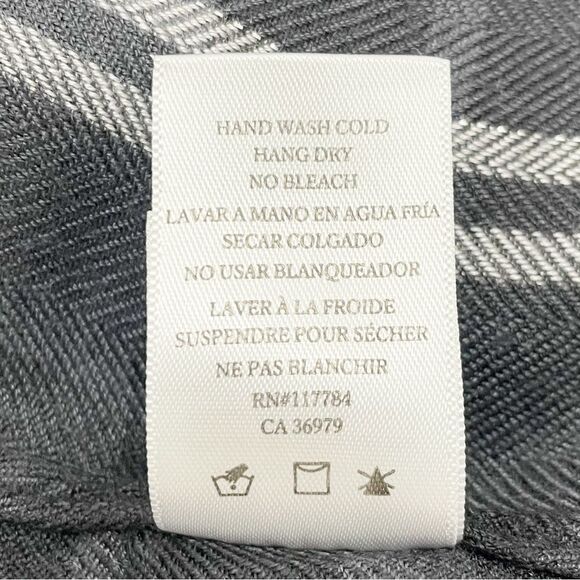 HAND WASH COLD
HANG DRY
NO BLEACH
LAVAR A MANO EN AGUA FRÍA
SECAR COLGADO
NO USAR BLANQUEADOR
LAVER À LA FROIDE
SUSPENDRE POUR SÉCHER
NE PAS BLANCHIR
RN#117784
CA 36979